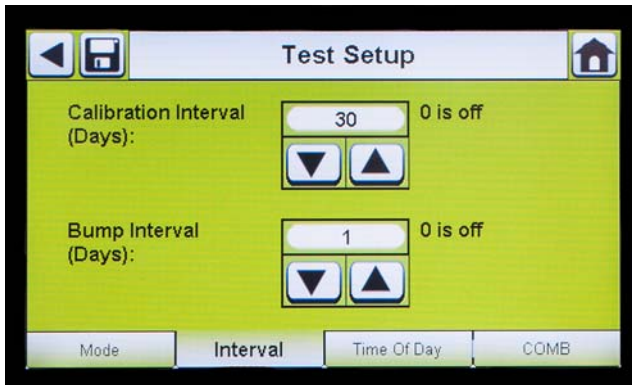 Test Setup
Calibration Interval
(Days):
30
0 is off
Bump Interval
(Days):
1
0 is off
Mode
Interval
Time Of Day
COMB